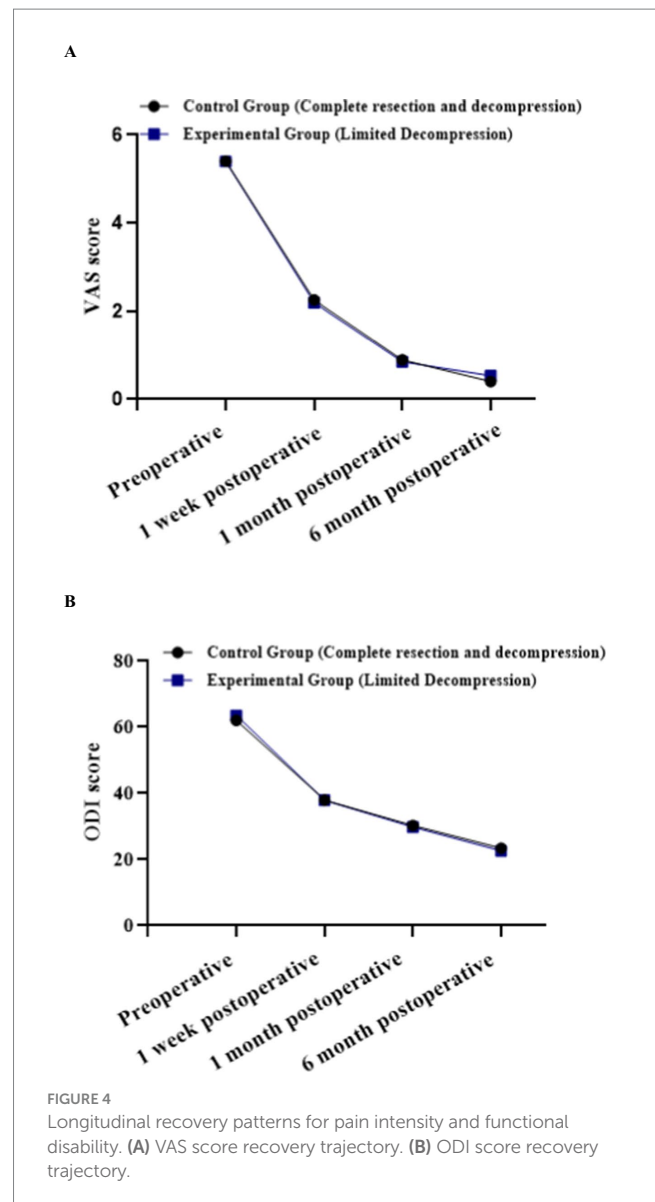 A
Control Group (Complete resection and decompression)
Experimental Group (Limited Decompression)
6
4
2
0
VAS score
Preoperative
1 week postoperative
1 month postoperative
6 month postoperative
B
Control Group (Complete resection and decompression)
Experimental Group (Limited Decompression)
80
60
40
20
0
ODI score
Preoperative
1 week postoperative
1 month postoperative
6 month postoperative
FIGURE 4
Longitudinal recovery patterns for pain intensity and functional
disability. (A) VAS score recovery trajectory. (B) ODI score recovery
trajectory.